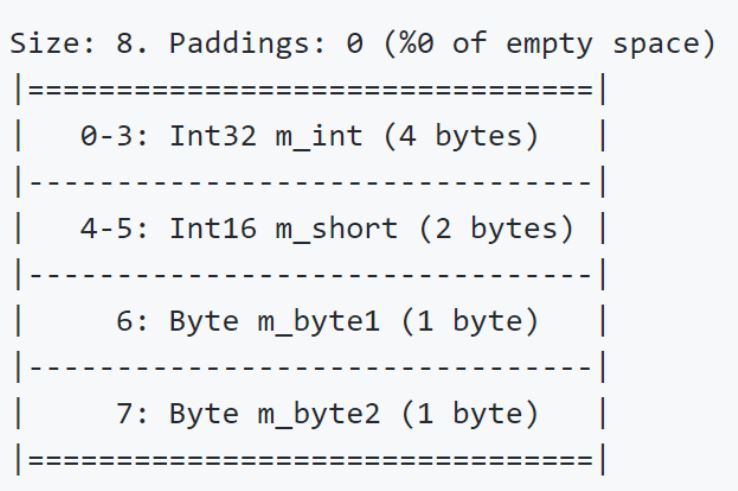 Size: 8. Paddings: 0 (%0 of empty space)
|================================|
|   0-3: Int32 m_int (4 bytes)   |
|--------------------------------|
|   4-5: Int16 m_short (2 bytes) |
|--------------------------------|
|     6: Byte m_byte1 (1 byte)   |
|--------------------------------|
|     7: Byte m_byte2 (1 byte)   |
|================================|